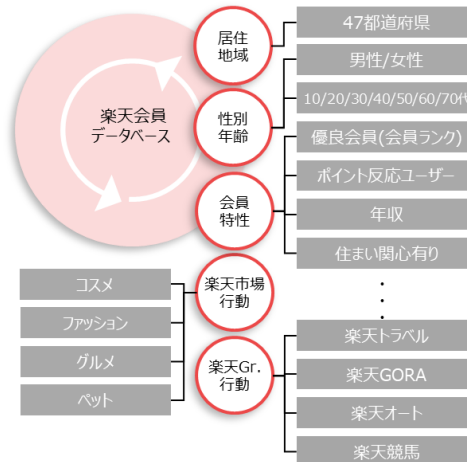 楽天会員
データベース
居住
地域
47都道府県
性別
年齢
男性/女性
10/20/30/40/50/60/70代
会員
特性
優良会員(会員ランク)
ポイント反応ユーザー
年収
住まい関心有り
楽天市場
行動
コスメ
ファッション
グルメ
ペット
楽天Gr.
行動
楽天トラベル
楽天GORA
楽天オート
楽天競馬